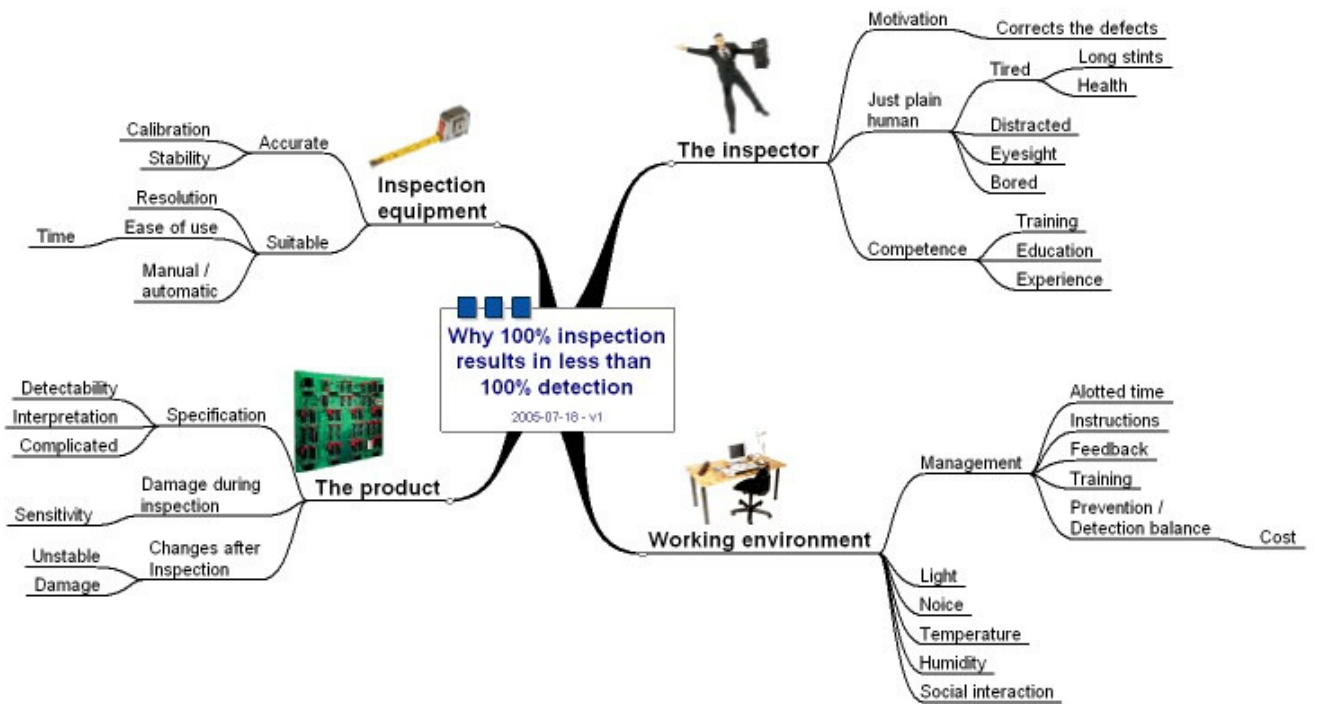 Why 100% inspection
results in less than
100% detection
2005-07-18 - v1
The inspector
Motivation
Corrects the defects
Just plain
human
Tired
Long stints
Health
Distracted
Eyesight
Bored
Competence
Training
Education
Experience
Working environment
Management
Alotted time
Instructions
Feedback
Training
Prevention /
Detection balance
Cost
Light
Noice
Temperature
Humidity
Social interaction
Inspection
equipment
Accurate
Calibration
Stability
Suitable
Resolution
Ease of use
Time
Manual /
automatic
The product
Specification
Detectability
Interpretation
Complicated
Damage during
inspection
Sensitivity
Changes after
Inspection
Unstable
Damage